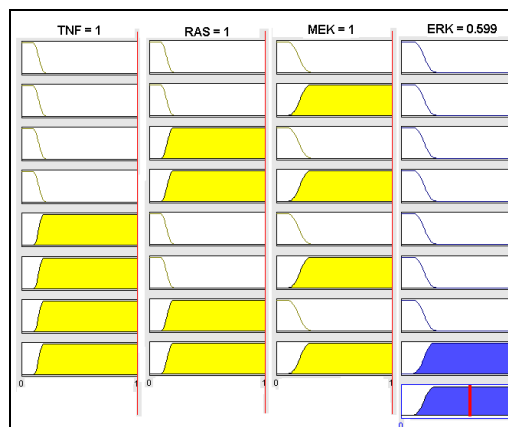 TNF = 1 RAS = 1 MEK = 1 ERK = 0.599
0 1 0 1 0 1
0